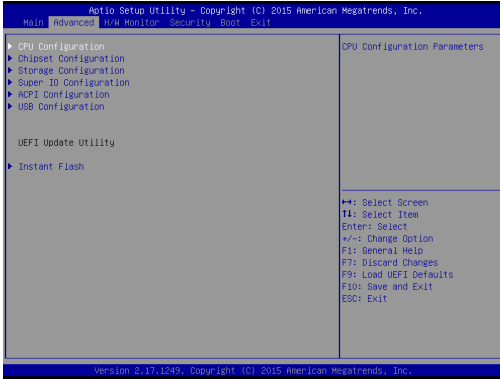 Aptio Setup Utility – Copyright (C) 2015 American Megatrends, Inc.
Main Advanced H/W Monitor Security Boot Exit
CPU Configuration
Chipset Configuration
Storage Configuration
Super IO Configuration
ACPI Configuration
USB Configuration
UEFI Update Utility
Instant Flash
CPU Configuration Parameters
↔: Select Screen
↑↓: Select Item
Enter: Select
+/-: Change Option
F1: General Help
F7: Discard Changes
F9: Load UEFI Defaults
F10: Save and Exit
ESC: Exit
Version 2.17.1249. Copyright (C) 2015 American Megatrends, Inc.